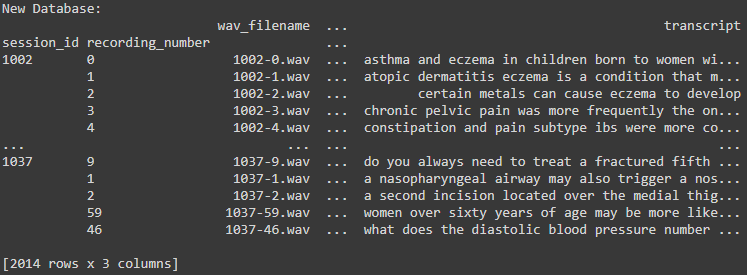 New Database:
wav_filename ... transcript
session_id recording_number ...
1002 0 1002-0.wav ... asthma and eczema in children born to women wi...
1 1002-1.wav ... atopic dermatitis eczema is a condition that m...
2 1002-2.wav ... certain metals can cause eczema to develop
3 1002-3.wav ... chronic pelvic pain was more frequently the on...
4 1002-4.wav ... constipation and pain subtype ibs were more co...
... ... ... ...
1037 9 1037-9.wav ... do you always need to treat a fractured fifth ...
1 1037-1.wav ... a nasopharyngeal airway may also trigger a nos...
2 1037-2.wav ... a second incision located over the medial thig...
59 1037-59.wav ... women over sixty years of age may be more like...
46 1037-46.wav ... what does the diastolic blood pressure number ...
[2014 rows x 3 columns]